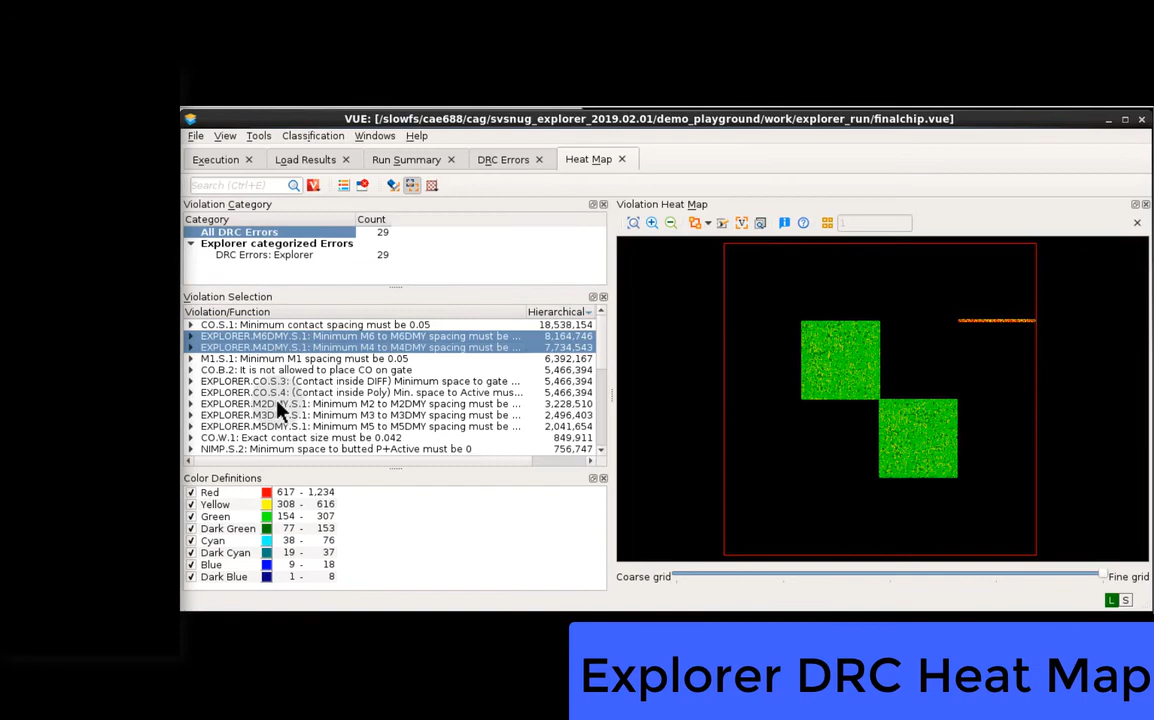 VUE: [/slowfs/cae688/cag/svsnug_explorer_2019.02.01/demo_playground/work/explorer_run/finalchip.vue]
File View Tools Classification Windows Help
Execution Load Results Run Summary DRC Errors Heat Map
Search (Ctrl+E)
Violation Category
Category Count
All DRC Errors 29
Explorer categorized Errors
DRC Errors: Explorer 29
Violation Selection
Violation/Function Hierarchical
CO.S.1: Minimum contact spacing must be 0.05 18,538,154
EXPLORER.M6DMY.S.1: Minimum M6 to M6DMY spacing must be ... 8,164,746
EXPLORER.M4DMY.S.1: Minimum M4 to M4DMY spacing must be ... 7,734,543
M1.S.1: Minimum M1 spacing must be 0.05 6,392,167
CO.B.2: It is not allowed to place CO on gate 5,466,394
EXPLORER.CO.S.3: (Contact inside DIFF) Minimum space to gate ... 5,466,394
EXPLORER.CO.S.4: (Contact inside Poly) Min. space to Active mus... 5,466,394
EXPLORER.M2DMY.S.1: Minimum M2 to M2DMY spacing must be ... 3,228,510
EXPLORER.M3DMY.S.1: Minimum M3 to M3DMY spacing must be ... 2,496,403
EXPLORER.M5DMY.S.1: Minimum M5 to M5DMY spacing must be ... 2,041,654
CO.W.1: Exact contact size must be 0.042 849,911
NIMP.S.2: Minimum space to butted P+Active must be 0 756,747
Color Definitions
Red 617 - 1,234
Yellow 308 - 616
Green 154 - 307
Dark Green 77 - 153
Cyan 38 - 76
Dark Cyan 19 - 37
Blue 9 - 18
Dark Blue 1 - 8
Violation Heat Map
1
Coarse grid Fine grid
L S
Explorer DRC Heat Map